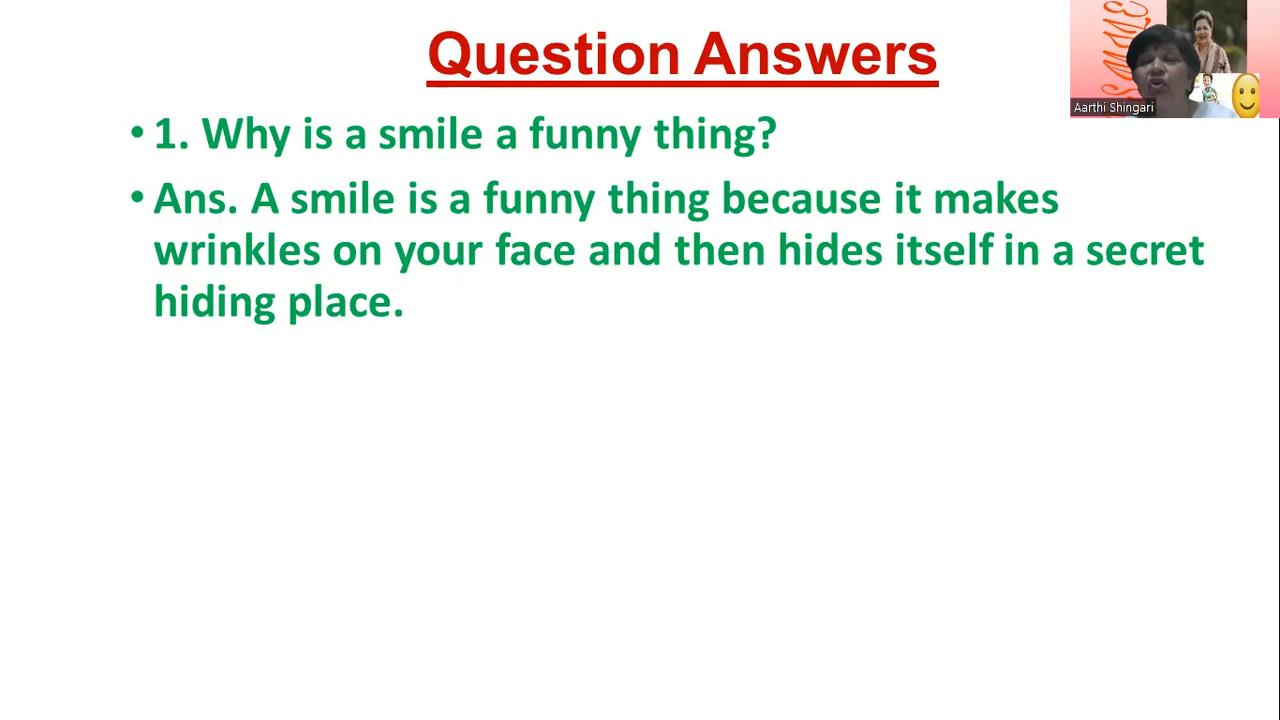 Question Answers
• 1. Why is a smile a funny thing?
• Ans. A smile is a funny thing because it makes
wrinkles on your face and then hides itself in a secret
hiding place.
Aarthi Shingari